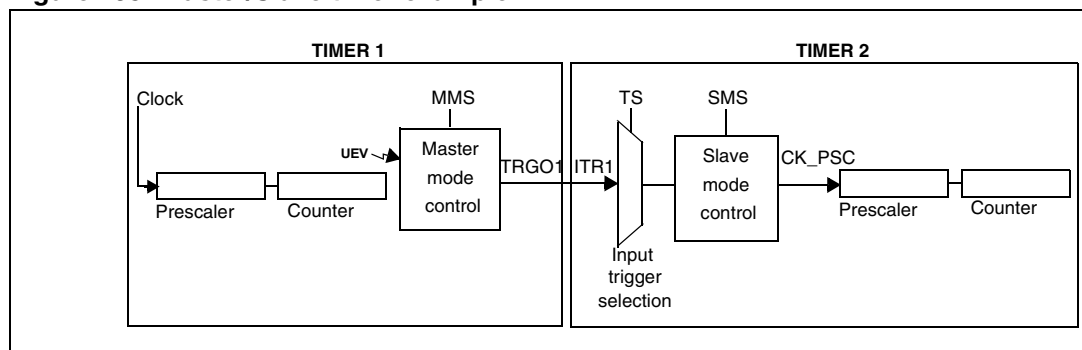 TIMER 1
TIMER 2
Clock
MMS
TS
SMS
UEV
Master
mode
control
TRGO1
ITR1
Slave
mode
control
CK_PSC
Prescaler
Counter
Prescaler
Counter
Input
trigger
selection